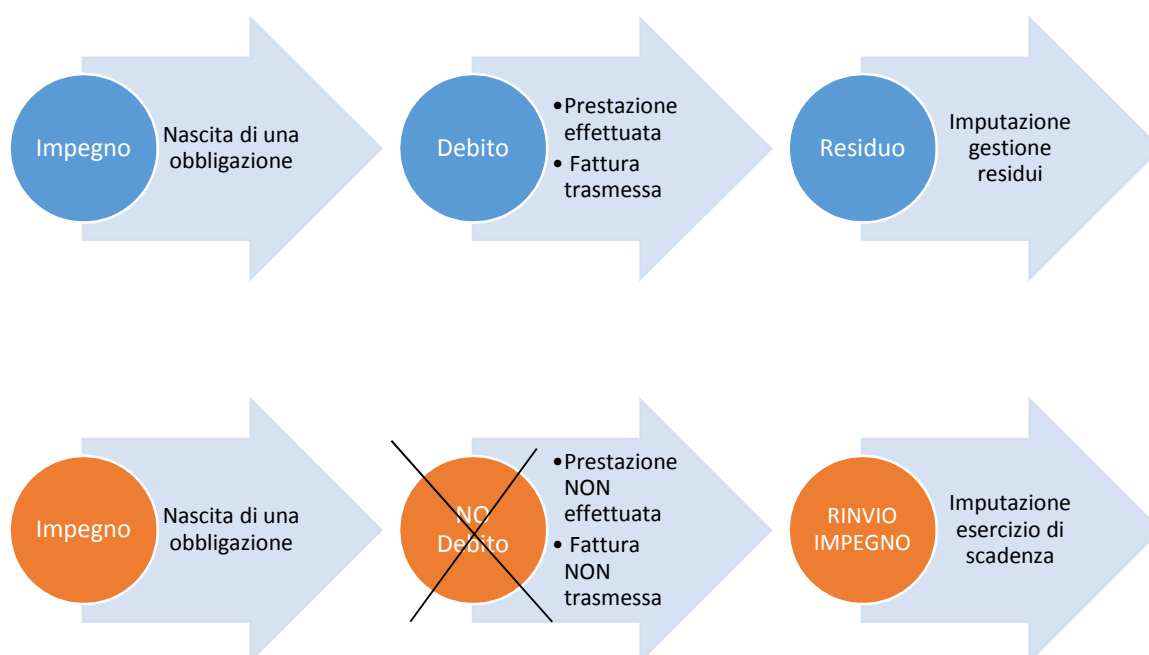 Impegno
Nascita di una
obbligazione
Debito
•Prestazione
effettuata
• Fattura
trasmessa
Residuo
Imputazione
gestione
residui
Impegno
Nascita di una
obbligazione
NO
Debito
•Prestazione
NON
effettuata
• Fattura
NON
trasmessa
RINVIO
IMPEGNO
Imputazione
esercizio di
scadenza